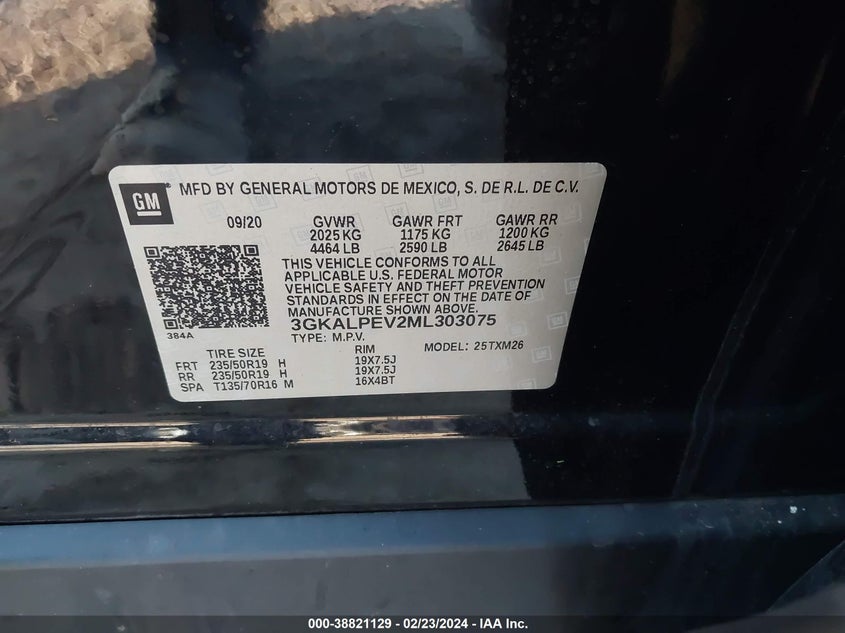 GM
MFD BY GENERAL MOTORS DE MEXICO, S. DE R.L. DE C.V.
09/20 GVWR GAWR FRT GAWR RR
2025 KG 1175 KG 1200 KG
4464 LB 2590 LB 2645 LB
THIS VEHICLE CONFORMS TO ALL
APPLICABLE U.S. FEDERAL MOTOR
VEHICLE SAFETY AND THEFT PREVENTION
STANDARDS IN EFFECT ON THE DATE OF
MANUFACTURE SHOWN ABOVE.
384A
3GKALPEV2ML303075
TYPE: M.P.V. MODEL: 25TXM26
TIRE SIZE RIM
FRT 235/50R19 H 19X7.5J
RR 235/50R19 H 19X7.5J
SPA T135/70R16 M 16X4BT
000-38821129 - 02/23/2024 - IAA Inc.